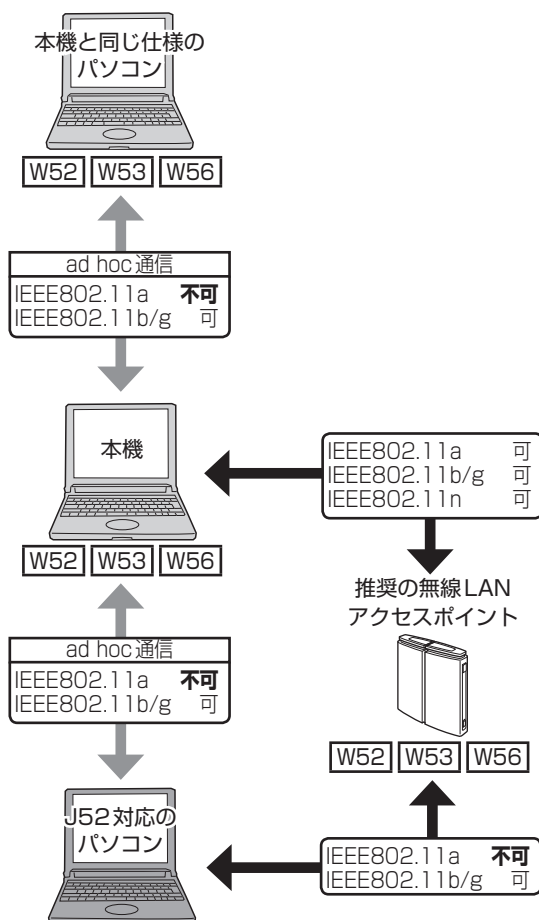 本機と同じ仕様の
パソコン
W52 W53 W56
ad hoc通信
IEEE802.11a 不可
IEEE802.11b/g 可
本機
W52 W53 W56
IEEE802.11a 可
IEEE802.11b/g 可
IEEE802.11n 可
推奨の無線LAN
アクセスポイント
W52 W53 W56
ad hoc通信
IEEE802.11a 不可
IEEE802.11b/g 可
J52対応の
パソコン
IEEE802.11a 不可
IEEE802.11b/g 可